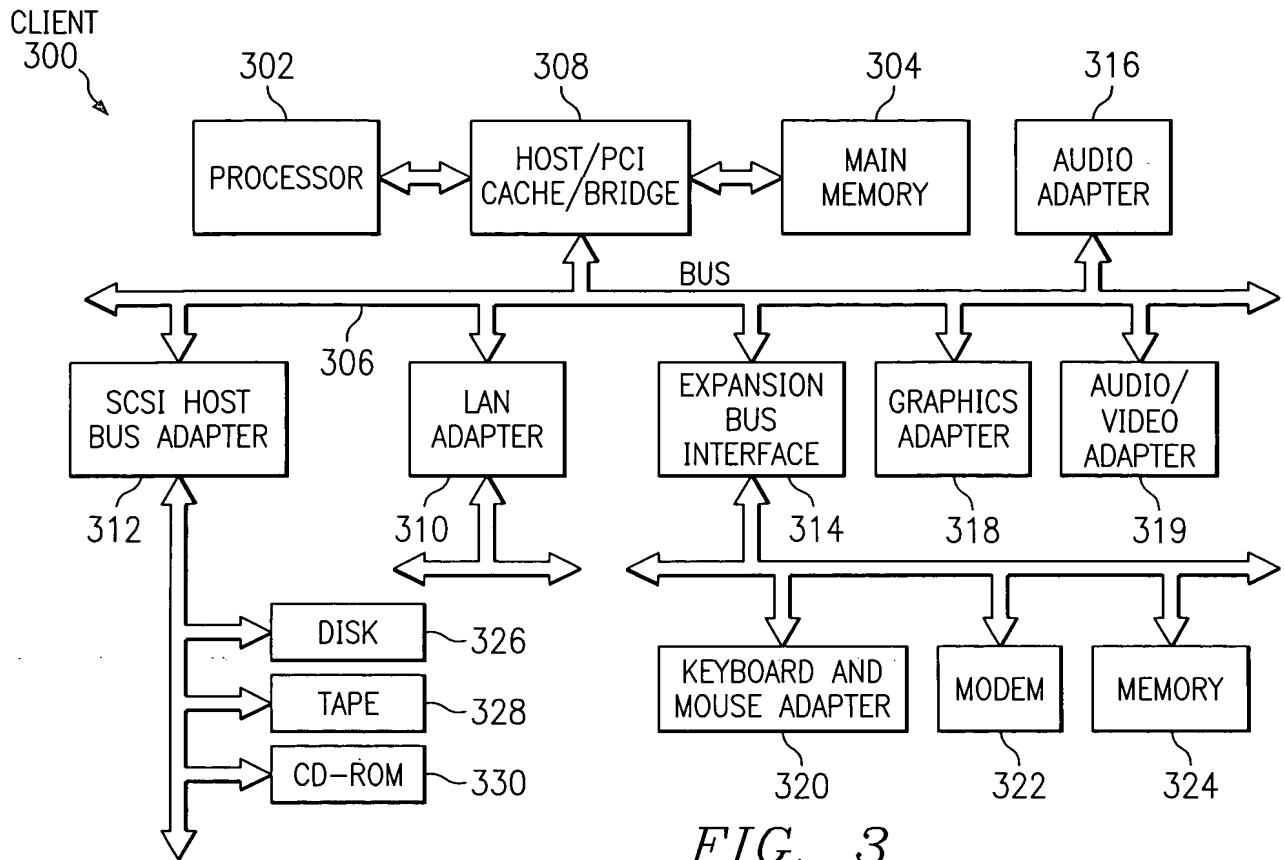 CLIENT
300
302
308
304
316
PROCESSOR
HOST/PCI
CACHE/BRIDGE
MAIN
MEMORY
AUDIO
ADAPTER
BUS
306
SCSI HOST
BUS ADAPTER
LAN
ADAPTER
EXPANSION
BUS
INTERFACE
GRAPHICS
ADAPTER
AUDIO/
VIDEO
ADAPTER
312
310
314
318
319
DISK
326
TAPE
328
CD-ROM
330
KEYBOARD AND
MOUSE ADAPTER
MODEM
MEMORY
320
322
324
FIG. 3